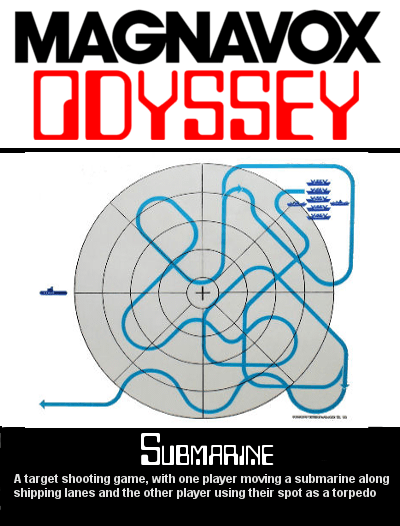 MAGNAVOX
ODYSSEY
SUBMARINE
A target shooting game, with one player moving a submarine along
shipping lanes and the other player using their spot as a torpedo